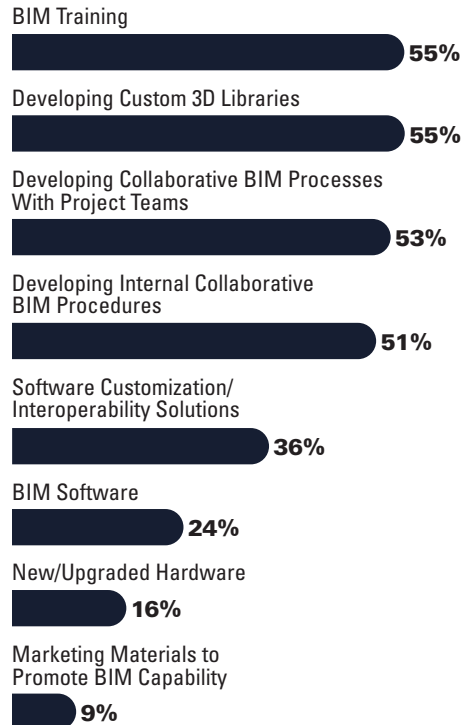 BIM Training
55%
Developing Custom 3D Libraries
55%
Developing Collaborative BIM Processes
With Project Teams
53%
Developing Internal Collaborative
BIM Procedures
51%
Software Customization/
Interoperability Solutions
36%
BIM Software
24%
New/Upgraded Hardware
16%
Marketing Materials to
Promote BIM Capability
9%